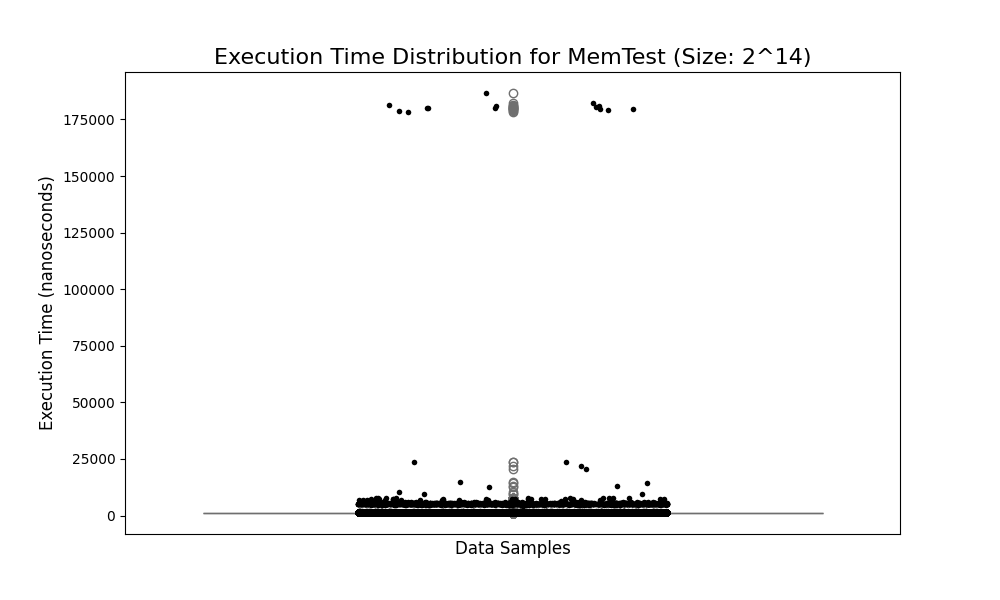 Execution Time Distribution for MemTest (Size: 2^14)
Execution Time (nanoseconds)
175000
150000
125000
100000
75000
50000
25000
0
Data Samples